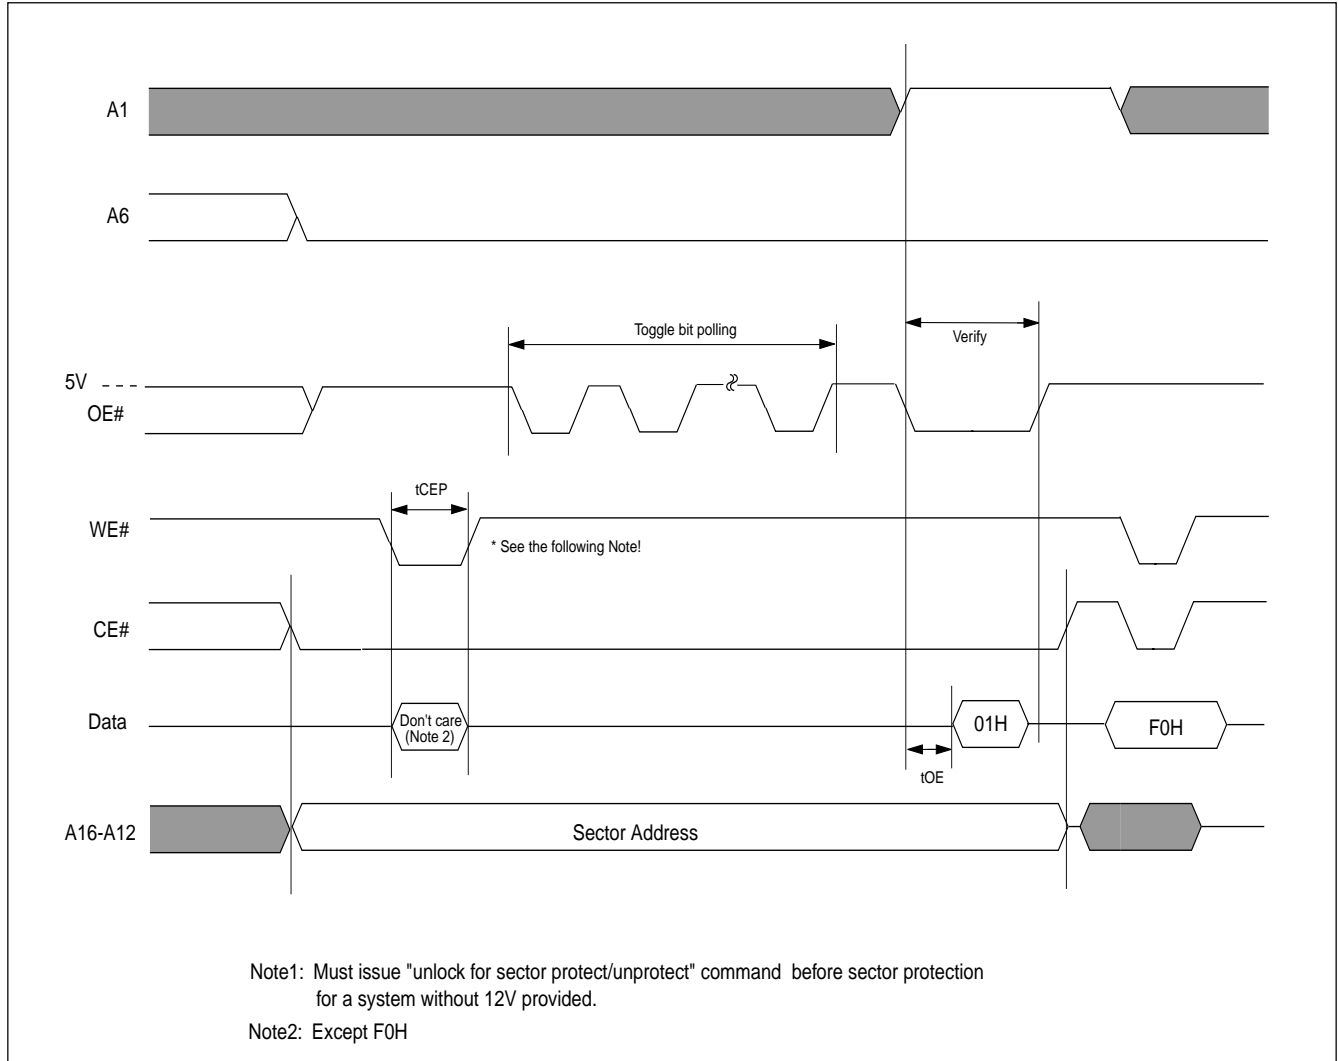 A1
A6
Toggle bit polling
Verify
5V
OE#
tCEP
WE#
* See the following Note!
CE#
Data
Don't care
(Note 2)
01H
F0H
tOE
A16-A12
Sector Address
Note1: Must issue "unlock for sector protect/unprotect" command before sector protection
for a system without 12V provided.
Note2: Except F0H